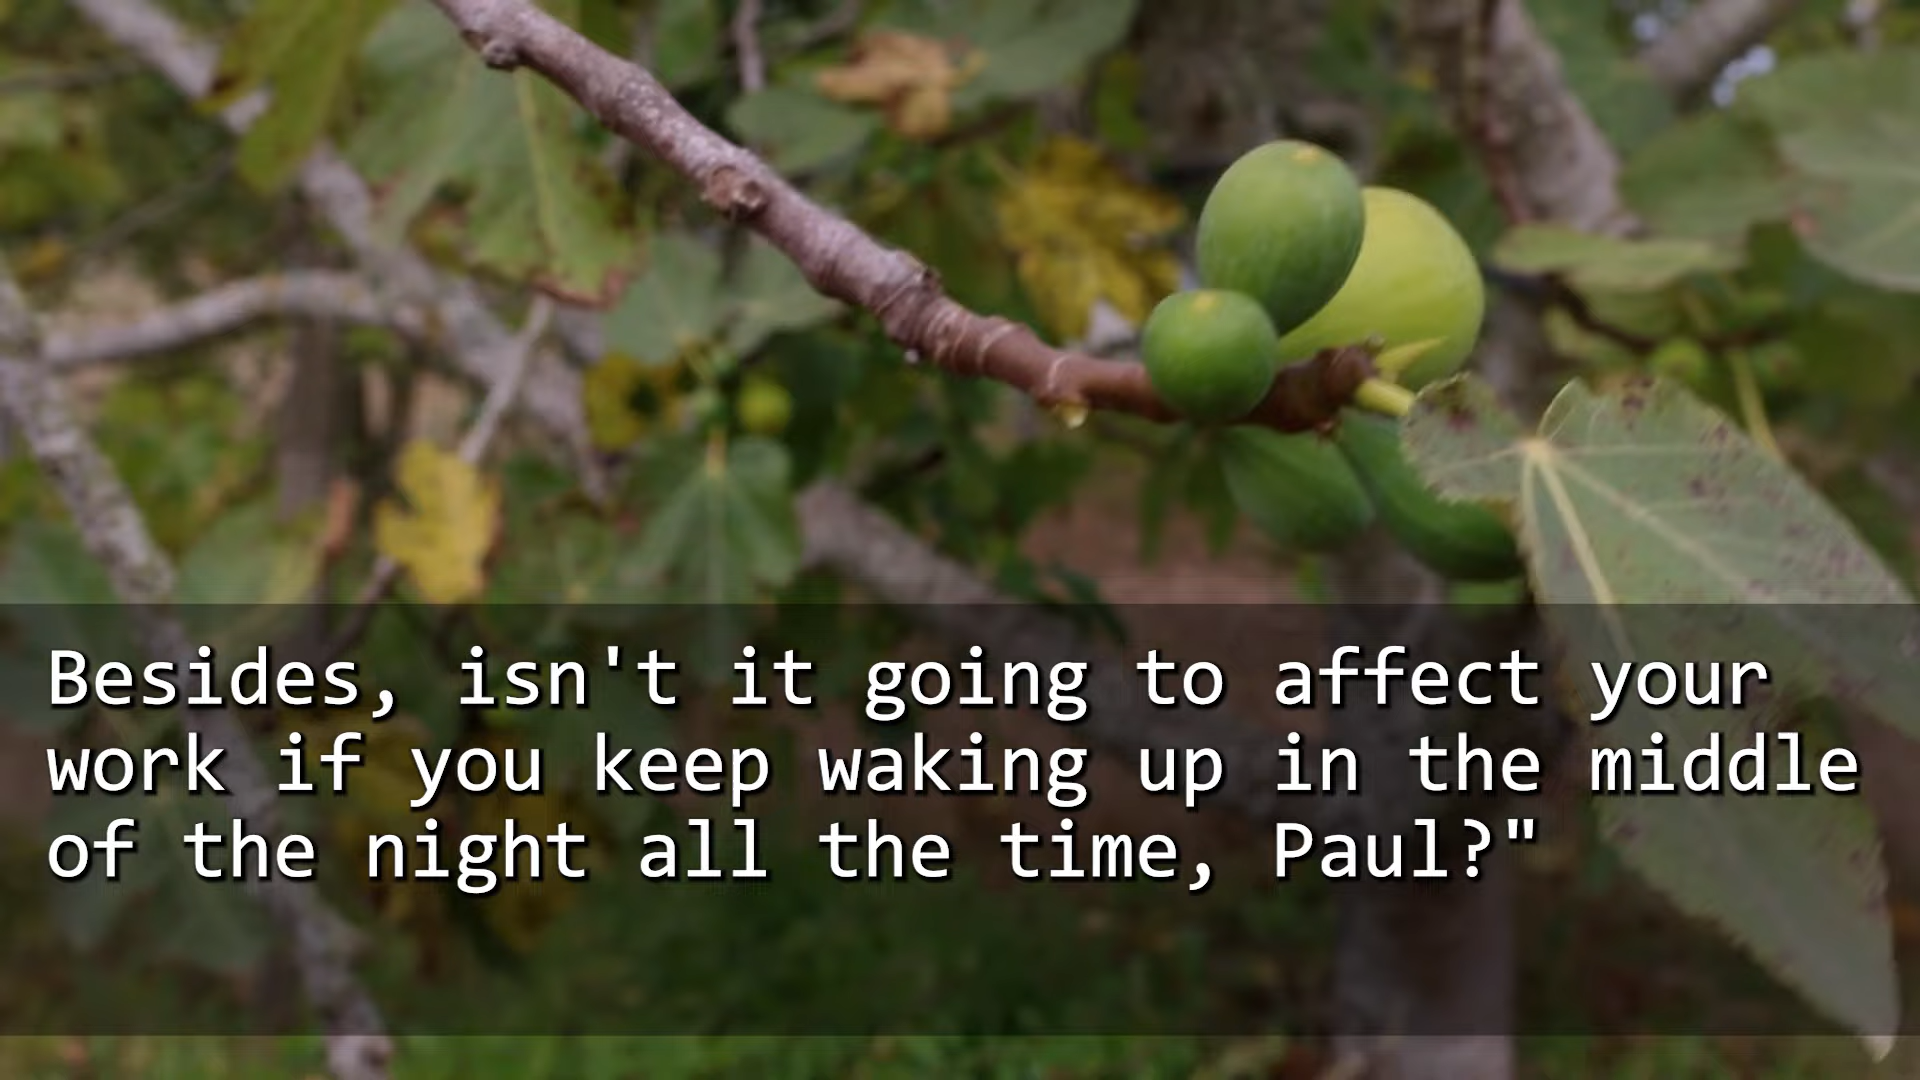 Besides, isn't it going to affect your
work if you keep waking up in the middle
of the night all the time, Paul?"